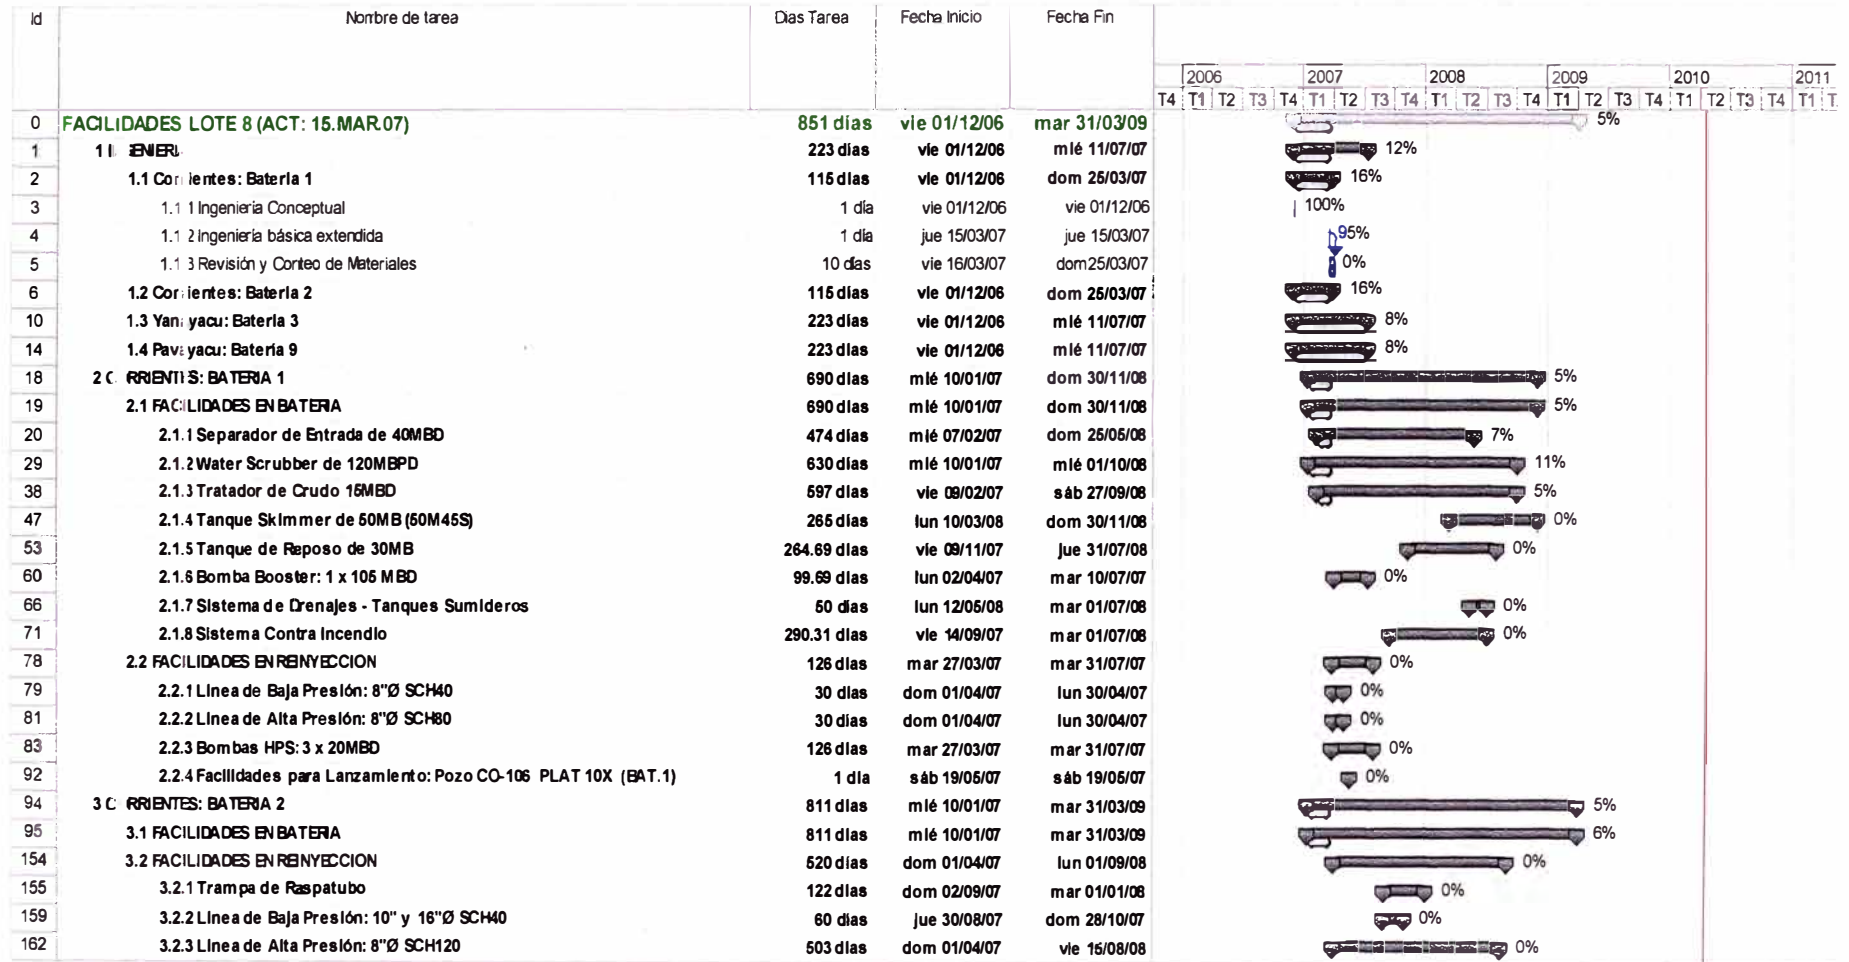 Id Nombre de tarea Dias Tarea Fecha Inicio Fecha Fin
2006 2007 2008 2009 2010 2011
T4 T1 T2 T3 T4 T1 T2 T3 T4 T1 T2 T3 T4 T1 T2 T3 T4 T1 T2 T3 T4 T1 T
0 FACILIDADES LOTE 8 (ACT: 15.MAR.07) 851 días vie 01/12/06 mar 31/03/09 5%
1 1 223 días vie 01/12/06 mié 11/07/07 12%
2 1.1 Corrientes: Batería 1 115 días vie 01/12/06 dom 25/03/07 16%
3 1.1.1 Ingeniería Conceptual 1 día vie 01/12/06 vie 01/12/06 100%
4 1.1.2 Ingeniería básica extendida 1 día jue 15/03/07 jue 15/03/07 95%
5 1.1.3 Revisión y Conteo de Materiales 10 días vie 16/03/07 dom 25/03/07 0%
6 1.2 Corrientes: Batería 2 115 días vie 01/12/06 dom 25/03/07 16%
10 1.3 Yanayacu: Batería 3 223 días vie 01/12/06 mié 11/07/07 8%
14 1.4 Pavayacu: Batería 9 223 días vie 01/12/06 mié 11/07/07 8%
18 2 CORRIENTES: BATERIA 1 690 días mié 10/01/07 dom 30/11/08 5%
19 2.1 FACILIDADES EN BATERIA 690 días mié 10/01/07 dom 30/11/08 5%
20 2.1.1 Separador de Entrada de 40MBD 474 días mié 07/02/07 dom 25/05/08 7%
29 2.1.2 Water Scrubber de 120MBPD 630 días mié 10/01/07 mié 01/10/08 11%
38 2.1.3 Tratador de Crudo 15MBD 597 días vie 09/02/07 sáb 27/09/08 5%
47 2.1.4 Tanque Skimmer de 50MB (50M45S) 265 días lun 10/03/08 dom 30/11/08 0%
53 2.1.5 Tanque de Reposo de 30MB 264.69 días vie 09/11/07 jue 31/07/08 0%
60 2.1.6 Bomba Booster: 1 x 105 MBD 99.69 días lun 02/04/07 mar 10/07/07 0%
66 2.1.7 Sistema de Drenajes - Tanques Sumideros 50 días lun 12/05/08 mar 01/07/08 0%
71 2.1.8 Sistema Contra Incendio 290.31 días vie 14/09/07 mar 01/07/08 0%
78 2.2 FACILIDADES EN REINYECCION 126 días mar 27/03/07 mar 31/07/07 0%
79 2.2.1 Linea de Baja Presión: 8"Ø SCH40 30 días dom 01/04/07 lun 30/04/07 0%
81 2.2.2 Linea de Alta Presión: 8"Ø SCH80 30 días dom 01/04/07 lun 30/04/07 0%
83 2.2.3 Bombas HPS: 3 x 20MBD 126 días mar 27/03/07 mar 31/07/07 0%
92 2.2.4 Facilidades para Lanzamiento: Pozo CO-106 PLAT 10X (BAT.1) 1 día sáb 19/05/07 sáb 19/05/07 0%
94 3 CORRIENTES: BATERIA 2 811 días mié 10/01/07 mar 31/03/09 5%
95 3.1 FACILIDADES EN BATERIA 811 días mié 10/01/07 mar 31/03/09 6%
154 3.2 FACILIDADES EN REINYECCION 520 días dom 01/04/07 lun 01/09/08 0%
155 3.2.1 Trampa de Raspatubo 122 días dom 02/09/07 mar 01/01/08 0%
159 3.2.2 Linea de Baja Presión: 10" y 16"Ø SCH40 60 días jue 30/08/07 dom 28/10/07 0%
162 3.2.3 Linea de Alta Presión: 8"Ø SCH120 503 días dom 01/04/07 vie 15/08/08 0%